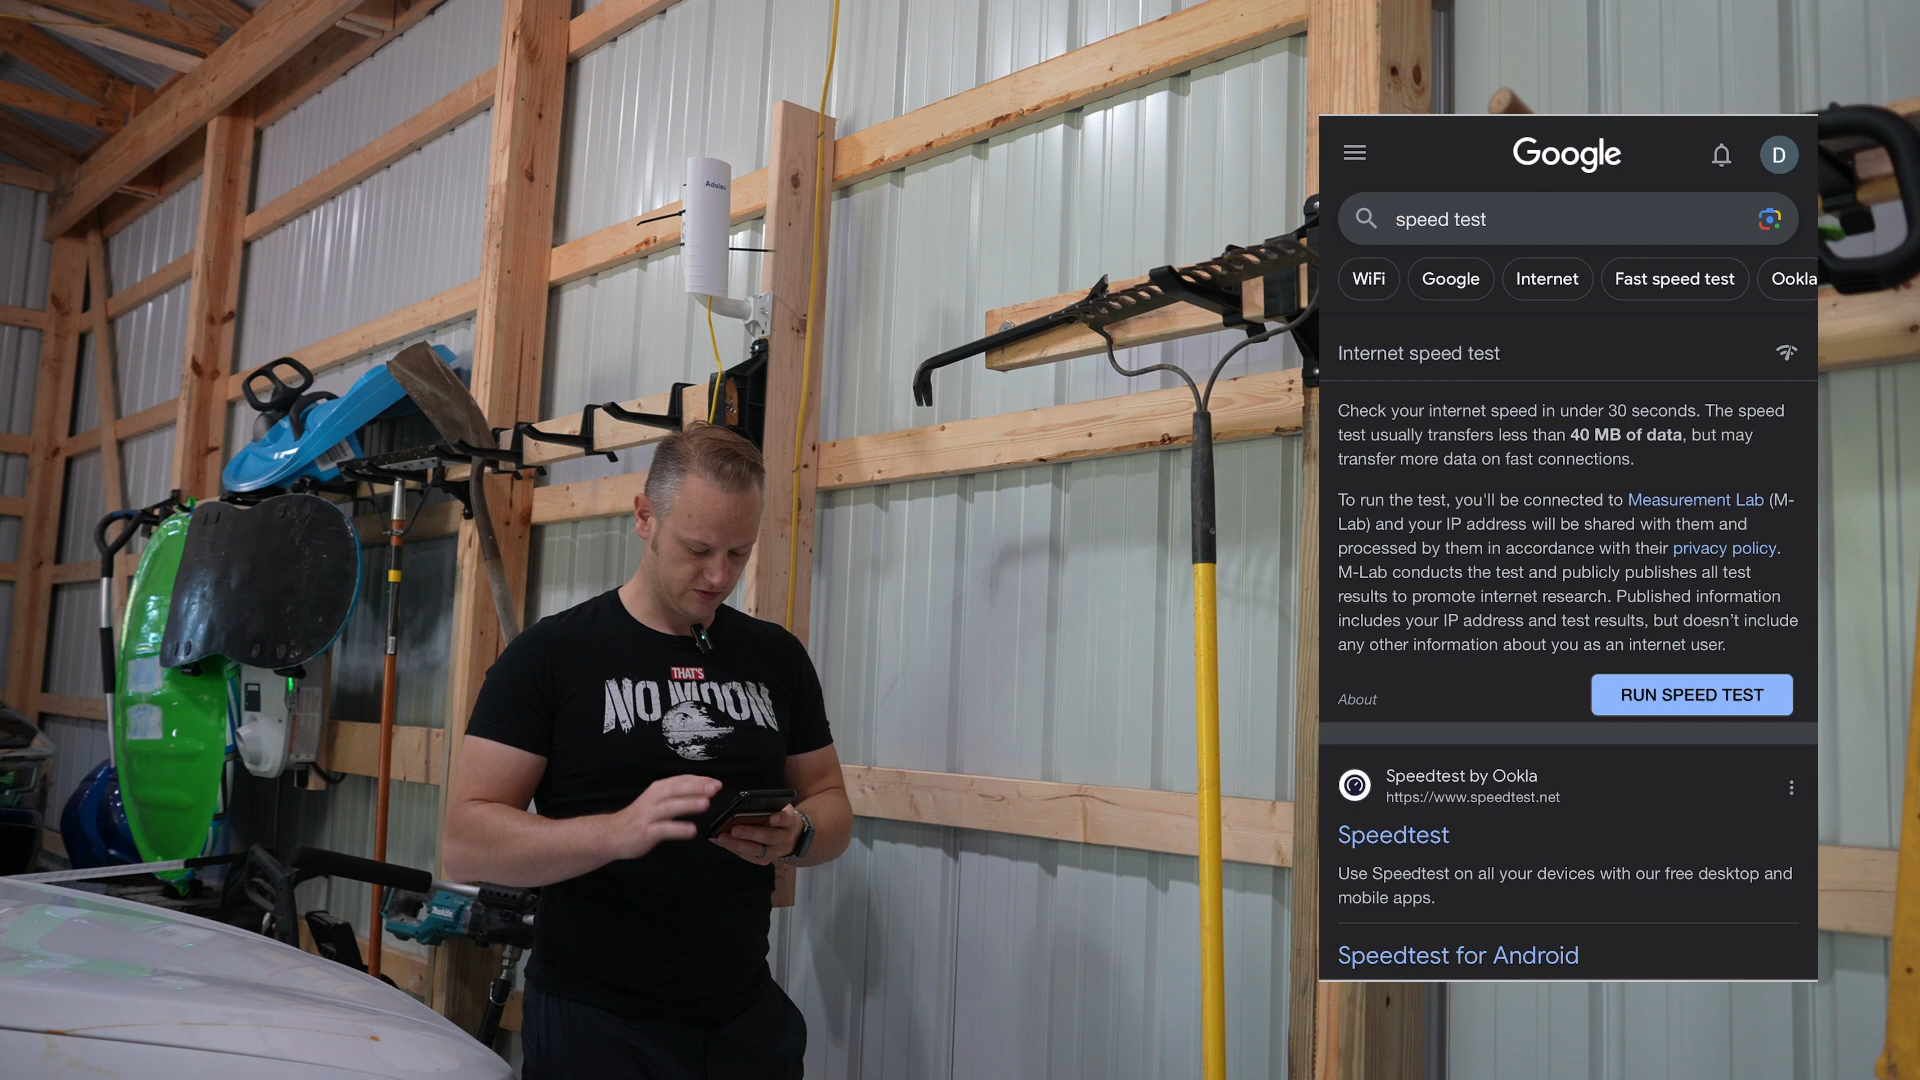 Adalov
THAT'S
NO MOON
makita
Google
D
speed test
WiFi
Google
Internet
Fast speed test
Ookla
Internet speed test
Check your internet speed in under 30 seconds. The speed
test usually transfers less than 40 MB of data, but may
transfer more data on fast connections.
To run the test, you'll be connected to Measurement Lab (M-
Lab) and your IP address will be shared with them and
processed by them in accordance with their privacy policy.
M-Lab conducts the test and publicly publishes all test
results to promote internet research. Published information
includes your IP address and test results, but doesn’t include
any other information about you as an internet user.
About
RUN SPEED TEST
Speedtest by Ookla
https://www.speedtest.net
Speedtest
Use Speedtest on all your devices with our free desktop and
mobile apps.
Speedtest for Android